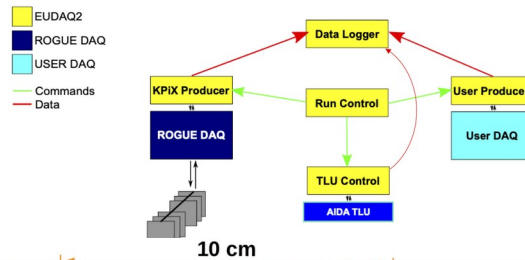 EUDAQ2
ROGUE DAQ
USER DAQ
Commands
Data
Data Logger
KPiX Producer
Run Control
User Produce
ROGUE DAQ
User DAQ
TLU Control
AIDA TLU
10 cm